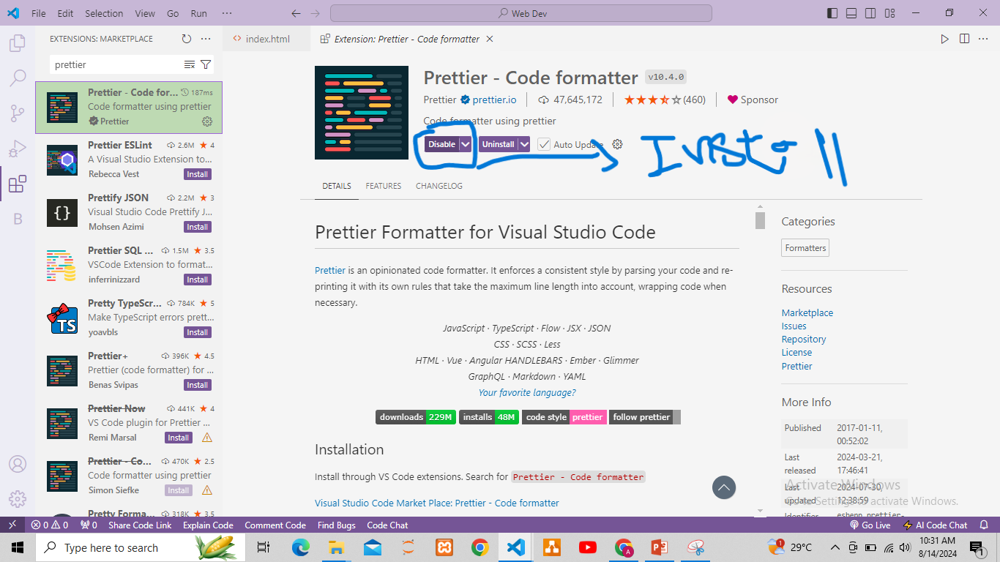 File Edit Selection View Go Run ··· Web Dev
EXTENSIONS: MARKETPLACE
prettier
Prettier - Code for... 187ms
Code formatter using prettier
Prettier
Prettier ESLint 2.6M ★ 4
A Visual Studio Extension to...
Rebecca Vest Install
Prettify JSON 2.2M ★ 3
Visual Studio Code Prettify J...
Mohsen Azimi Install
Prettier SQL ... 1.5M ★ 3.5
VSCode Extension to format...
inferrinizzard Install
Pretty TypeScr... 784K ★ 5
Make TypeScript errors prett...
yoavbls Install
Prettier+ 396K ★ 4.5
Prettier (code formatter) for ...
Benas Svipas Install
Prettier Now 441K ★ 4
VS Code plugin for Prettier ...
Remi Marsal Install
Prettier - Co... 470K ★ 2.5
Code formatter using prettier
Simon Siefke Install
Pretty Forma... 318K ★ 3.5
index.html Extension: Prettier - Code formatter
Prettier - Code formatter v10.4.0
Prettier prettier.io 47,645,172 (460) Sponsor
Code formatter using prettier
Disable Uninstall Auto Update Install
DETAILS FEATURES CHANGELOG
Prettier Formatter for Visual Studio Code
Prettier is an opinionated code formatter. It enforces a consistent style by parsing your code and re-
printing it with its own rules that take the maximum line length into account, wrapping code when
necessary.
JavaScript · TypeScript · Flow · JSX · JSON
CSS · SCSS · Less
HTML · Vue · Angular HANDLEBARS · Ember · Glimmer
GraphQL · Markdown · YAML
Your favorite language?
downloads 229M installs 48M code style prettier follow prettier
Installation
Install through VS Code extensions. Search for Prettier - Code formatter
Visual Studio Code Market Place: Prettier - Code formatter
Categories
Formatters
Resources
Marketplace
Issues
Repository
License
Prettier
More Info
Published 2017-01-11,
00:52:02
Last 2024-03-21,
released 17:46:41
Last 2024-07-30,
updated 12:38:59
Identifier esbenp.prettier-
Activate Windows
Go to Settings to activate Windows.
0 0 0 Share Code Link Explain Code Comment Code Find Bugs Code Chat Go Live AI Code Chat
Type here to search 1 29°C 10:31 AM
8/14/2024 1